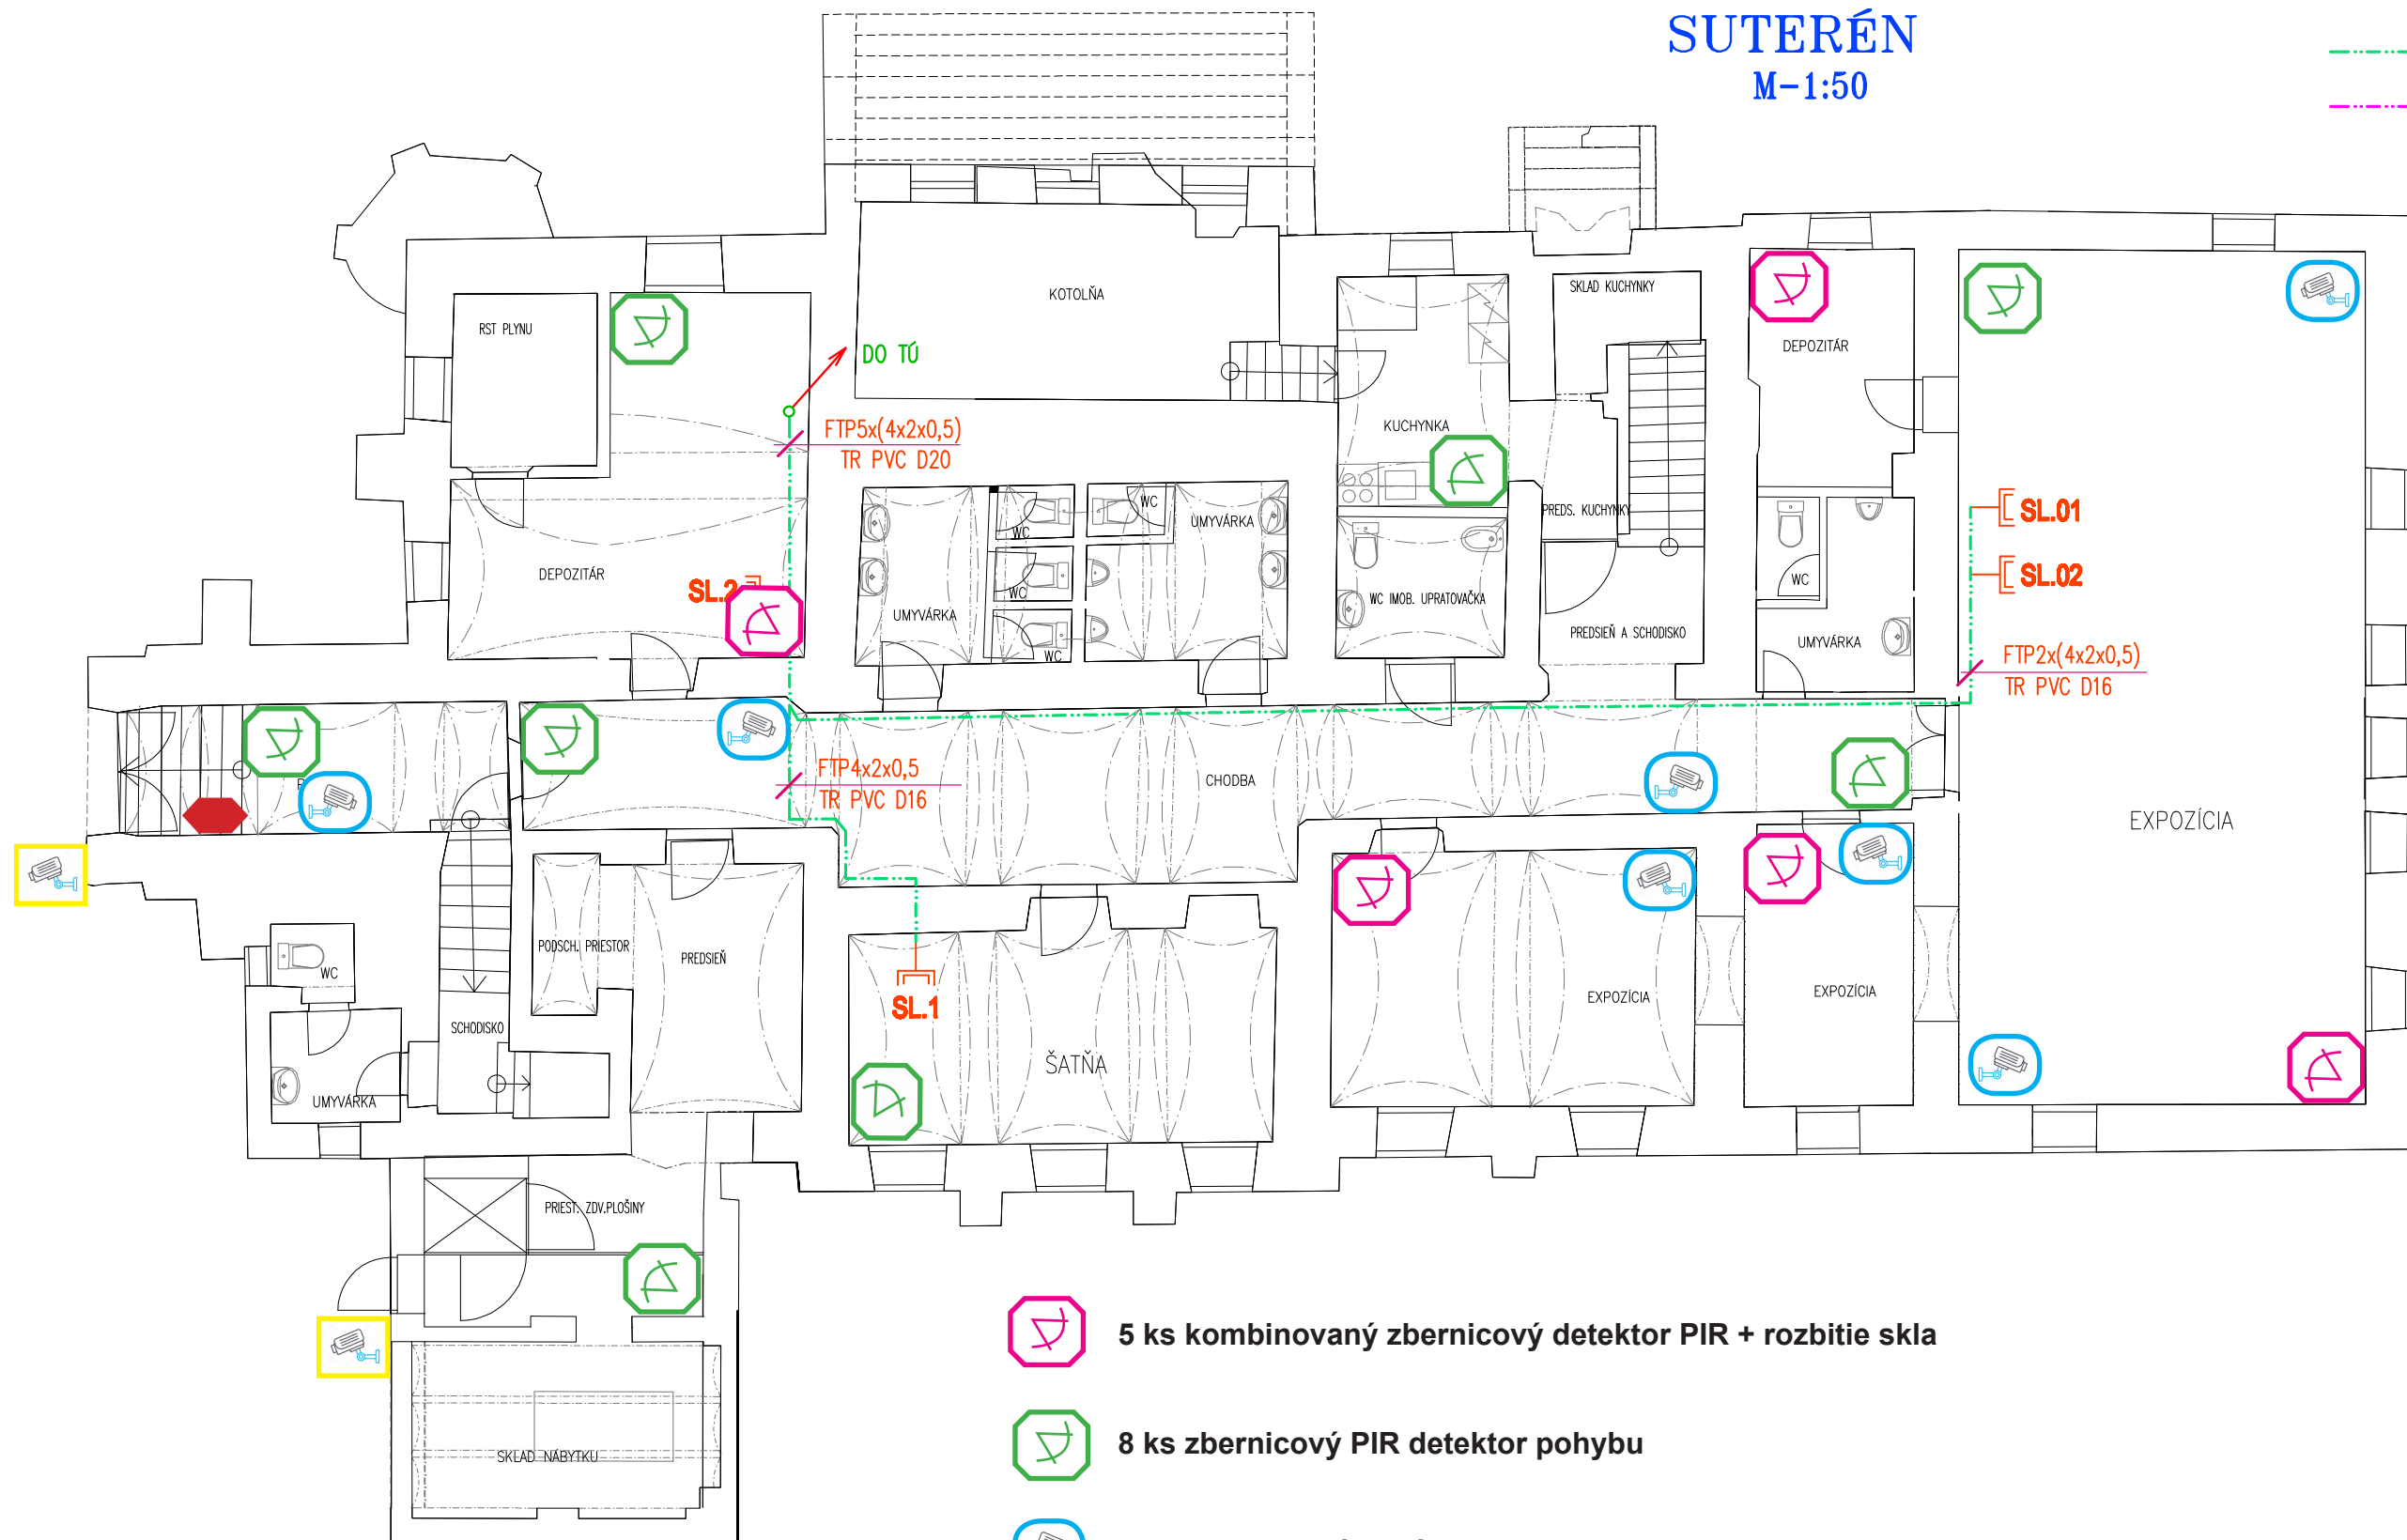 SUTERÉN
M-1:50
KOTOLŇA
RST PLYNU
DO TÚ
SKLAD KUCHYNKY
DEPOZITÁR
FTP5x(4x2x0,5)
TR PVC D20
KUCHYNKA
WC
WC
UMYVÁRKA
PREDS. KUCHYNKY
SL.01
SL.02
DEPOZITÁR
SL.2
WC
UMYVÁRKA
WC IMOB. UPRATOVAČKA
WC
PREDSIEŇ A SCHODISKO
UMYVÁRKA
WC
FTP2x(4x2x0,5)
TR PVC D16
FTP4x2x0,5
TR PVC D16
CHODBA
EXPOZÍCIA
PODSCH. PRIESTOR
PREDSIEŇ
WC
SL.1
EXPOZÍCIA
EXPOZÍCIA
SCHODISKO
ŠATŇA
UMYVÁRKA
PRIEST. ZDV.PLOŠINY
5 ks kombinovaný zbernicový detektor PIR + rozbitie skla
8 ks zbernicový PIR detektor pohybu
SKLAD NÁBYTKU